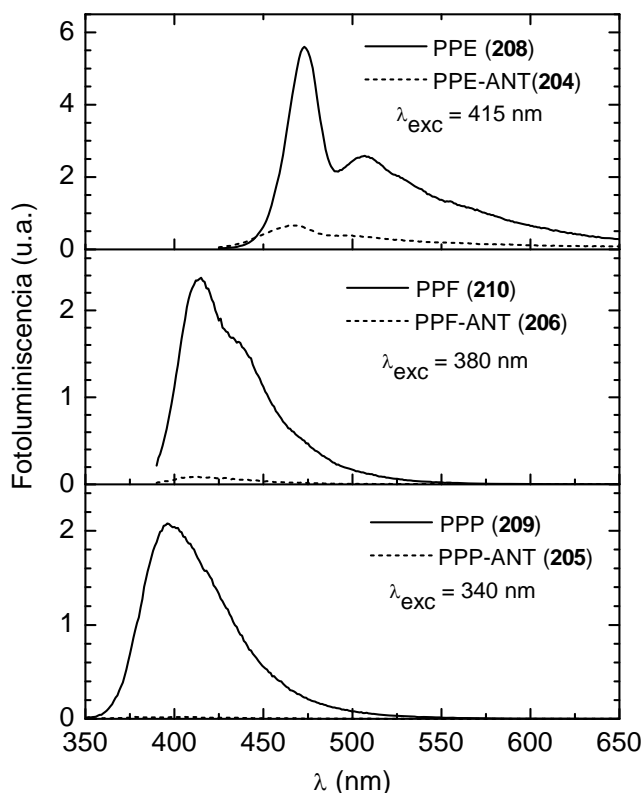 Fotoluminiscencia (u.a.)
6
4
2
0
PPE (208)
PPE-ANT(204)
λexc = 415 nm
2
1
0
PPF (210)
PPF-ANT (206)
λexc = 380 nm
2
1
0
PPP (209)
PPP-ANT (205)
λexc = 340 nm
350 400 450 500 550 600 650
λ (nm)